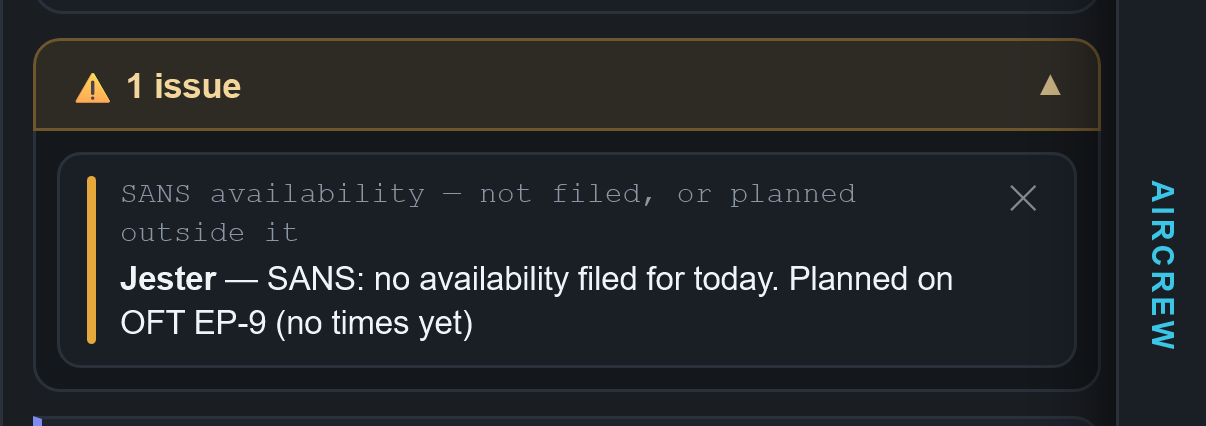 ⚠ 1 issue ▲
SANS availability — not filed, or planned
outside it
Jester — SANS: no availability filed for today. Planned on
OFT EP-9 (no times yet)
AIRCREW